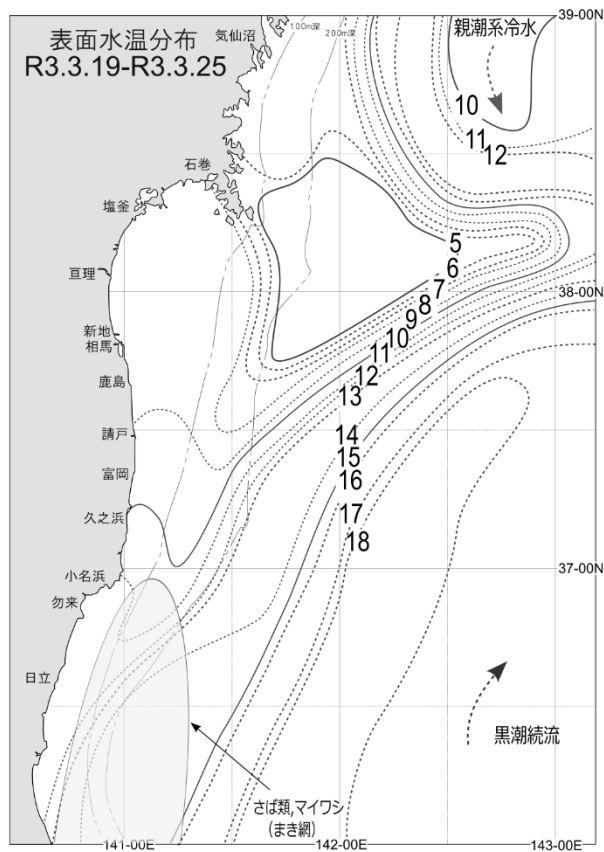 表面水温分布
R3.3.19-R3.3.25
気仙沼
100m深
200m深
親潮系冷水
39-00N
10
11
12
石巻
塩釜
亘理
新地
相馬
鹿島
請戸
富岡
久之浜
小名浜
勿来
日立
5
6
7
8
9
10
11
12
13
14
15
16
17
18
38-00N
37-00N
黒潮続流
さば類,マイワシ
(まき網)
141-00E
142-00E
143-00E